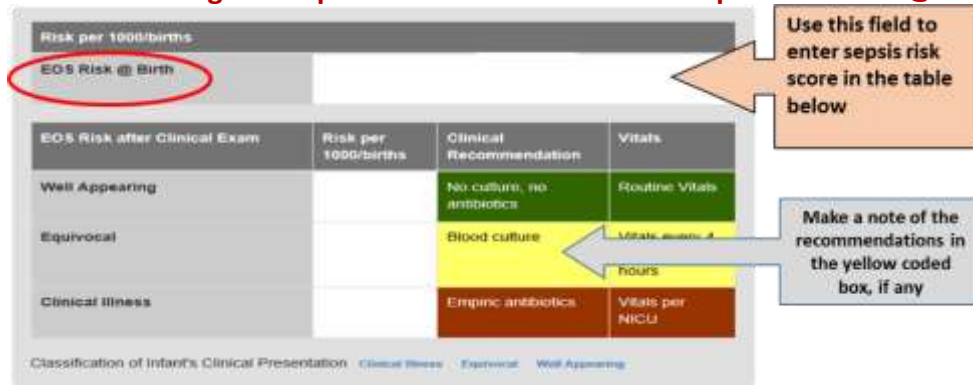 Risk per 1000/births
EOS Risk @ Birth
Use this field to
enter sepsis risk
score in the table
below
EOS Risk after Clinical Exam
Risk per
1000/births
Clinical
Recommendation
Vitals
Well Appearing
No culture, no
antibiotics
Routine Vitals
Equivocal
Blood culture
Vitals every 4
hours
Make a note of the
recommendations in
the yellow coded
box, if any
Clinical Illness
Empiric antibiotics
Vitals per
NICU
Classification of Infant's Clinical Presentation Clinical Illness Equivocal Well Appearing